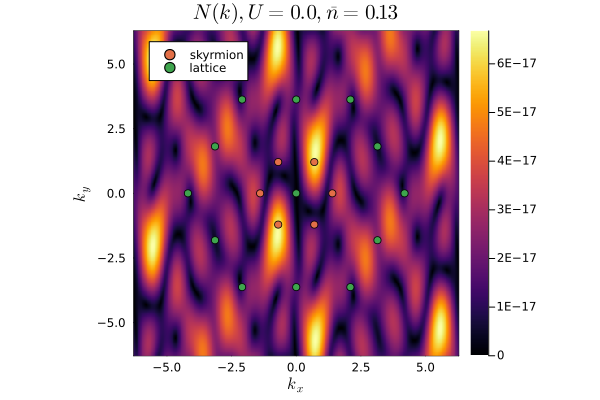 N(k), U = 0.0, n̄ = 0.13
skyrmion
lattice
5.0
2.5
0.0
−2.5
−5.0
k_y
−5.0 −2.5 0.0 2.5 5.0
k_x
6E−17
5E−17
4E−17
3E−17
2E−17
1E−17
0